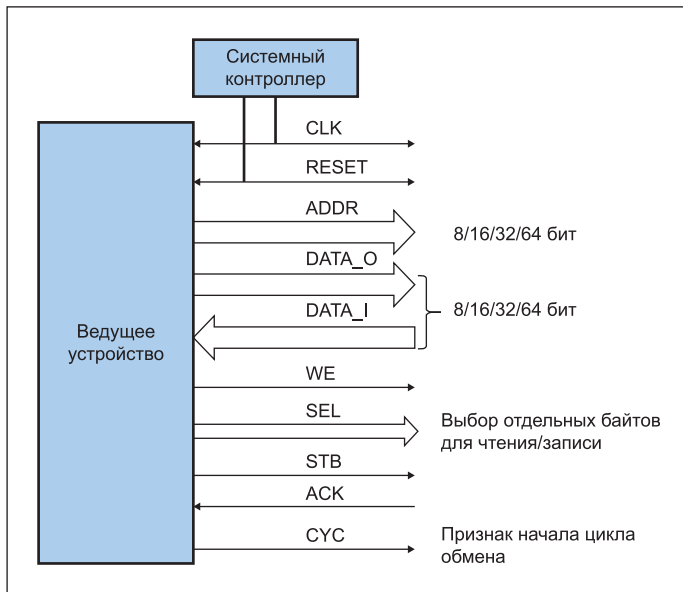 Системный
контроллер
CLK
RESET
ADDR
8/16/32/64 бит
DATA_O
DATA_I
8/16/32/64 бит
Ведущее
устройство
WE
SEL
Выбор отдельных байтов
для чтения/записи
STB
ACK
CYC
Признак начала цикла
обмена